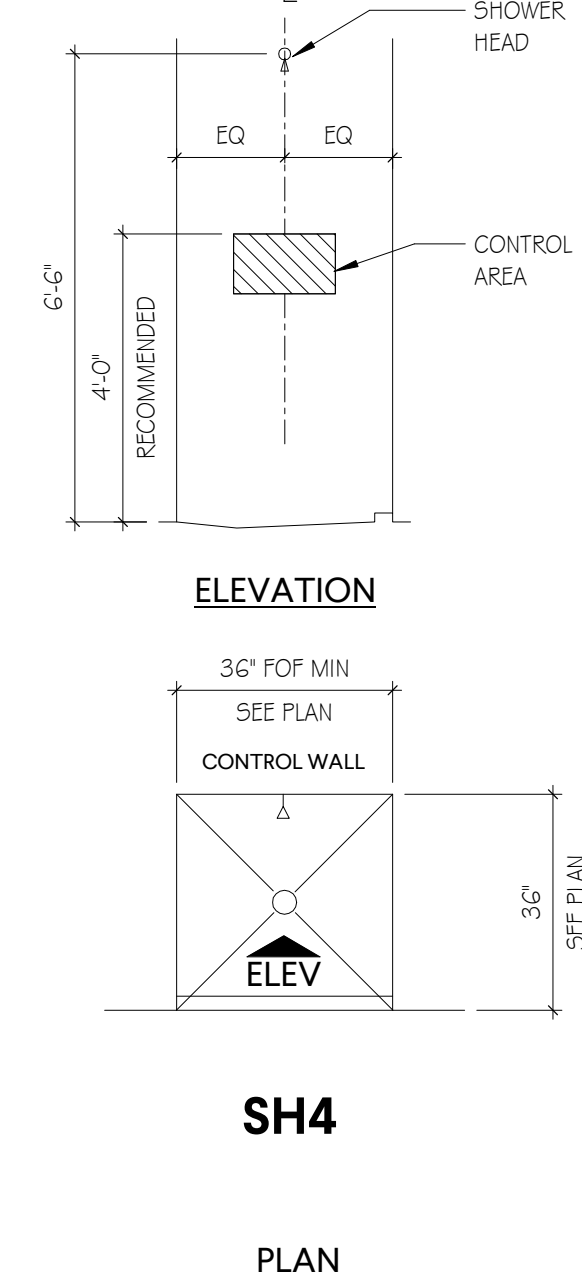 SHOWER
HEAD
EQ
EQ
CONTROL
AREA
6'-6"
4'-0"
RECOMMENDED
ELEVATION
36" FOF MIN
SEE PLAN
CONTROL WALL
36"
SEE PLAN
ELEV
SH4
PLAN